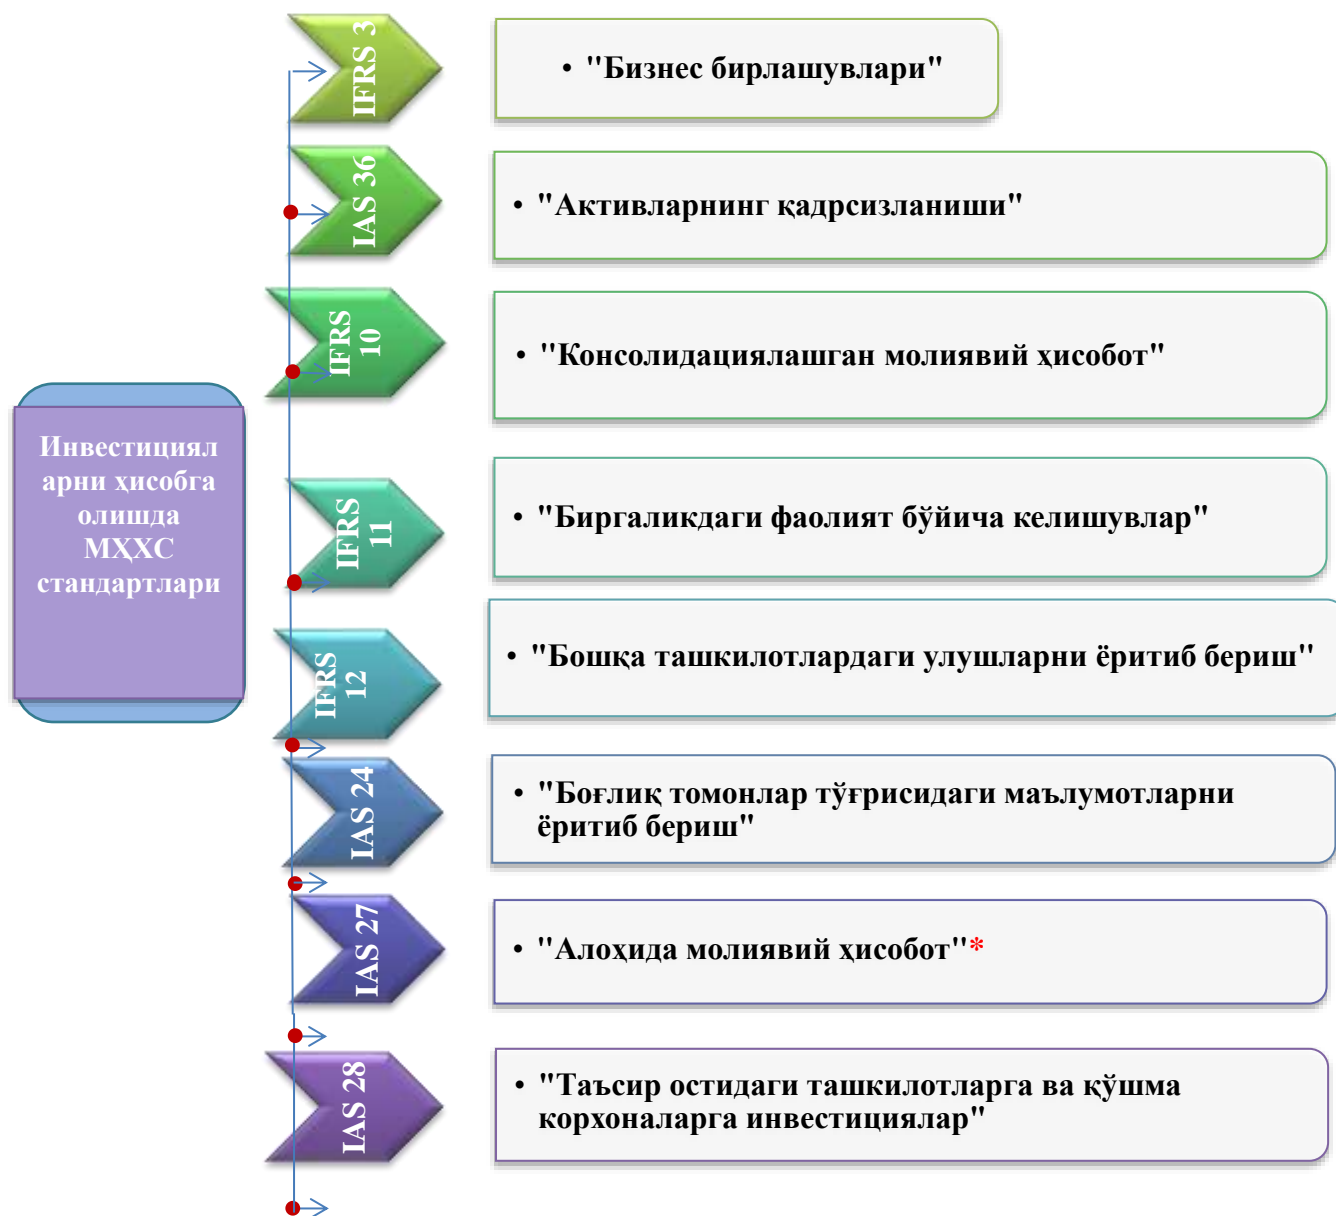 Инвестициял
арни ҳисобга
олишда
МҲХС
стандартлари
IFRS 3
• "Бизнес бирлашувлари"
IAS 36
• "Активларнинг қадрсизланиши"
IFRS
10
• "Консолидациялашган молиявий ҳисобот"
IFRS
11
• "Биргаликдаги фаолият бўйича келишувлар"
IFRS
12
• "Бошқа ташкилотлардаги улушларни ёритиб бериш"
IAS 24
• "Боғлиқ томонлар тўғрисидаги маълумотларни
ёритиб бериш"
IAS 27
• "Алоҳида молиявий ҳисобот"*
IAS 28
• "Таъсир остидаги ташкилотларга ва қўшма
корхоналарга инвестициялар"